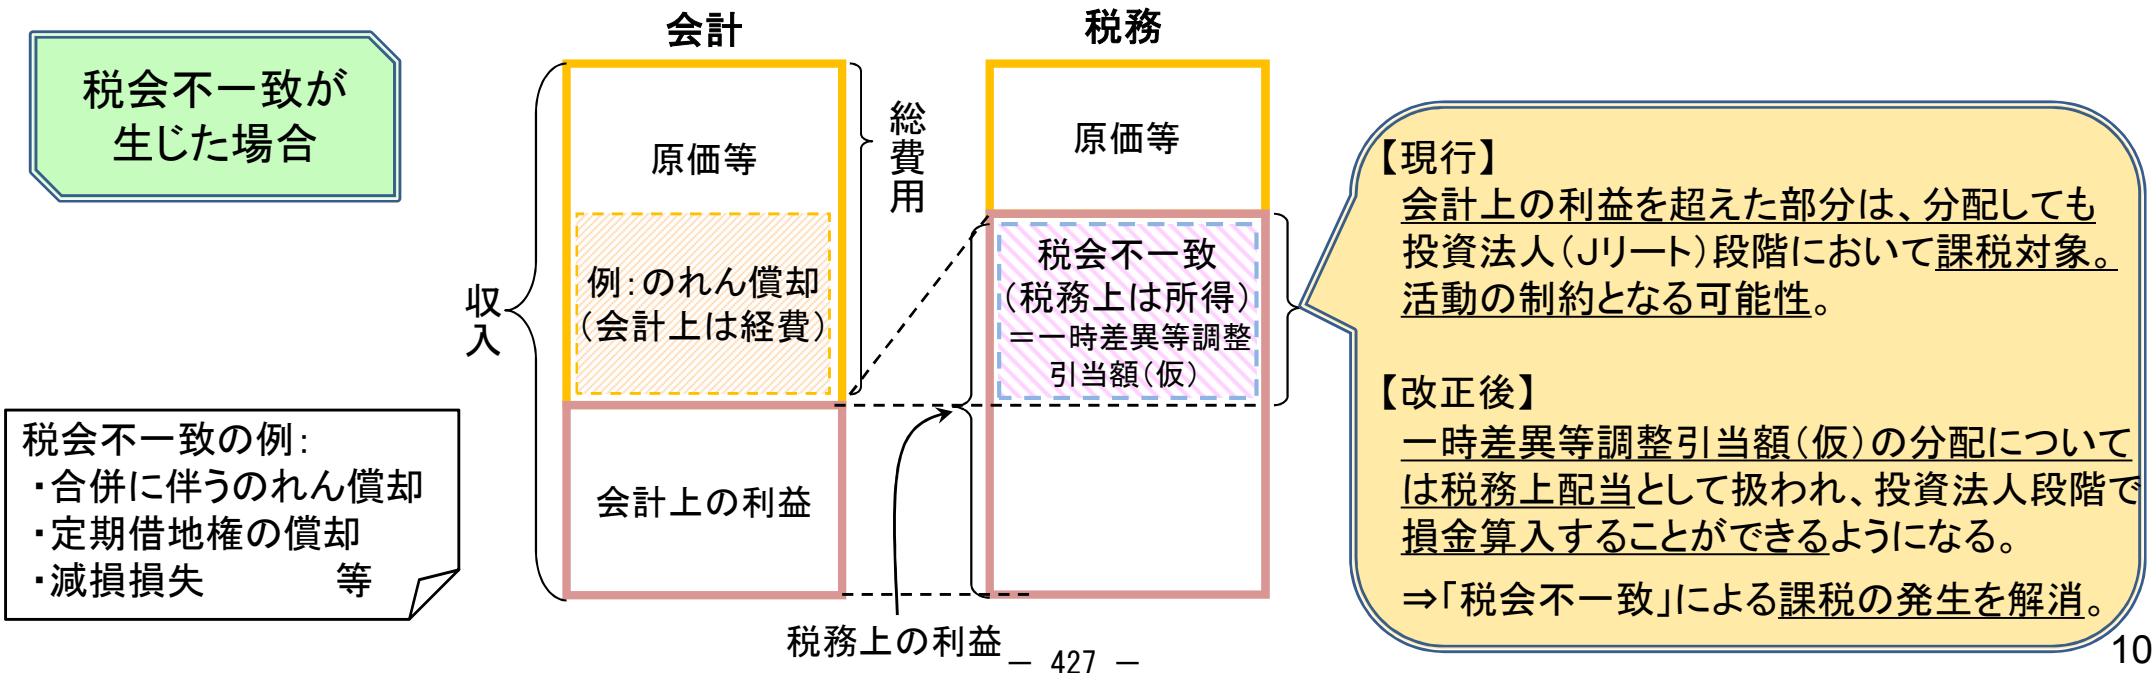 税会不一致が
生じた場合
会計
税務
収入
原価等
例：のれん償却
（会計上は経費）
会計上の利益
総費用
原価等
税会不一致
（税務上は所得）
＝一時差異等調整
引当額（仮）
税務上の利益
税会不一致の例：
・合併に伴うのれん償却
・定期借地権の償却
・減損損失　　　等
【現行】
会計上の利益を超えた部分は、分配しても
投資法人（Ｊリート）段階において課税対象。
活動の制約となる可能性。
【改正後】
一時差異等調整引当額（仮）の分配について
は税務上配当として扱われ、投資法人段階で
損金算入することができるようになる。
⇒「税会不一致」による課税の発生を解消。
－ 427 －
10